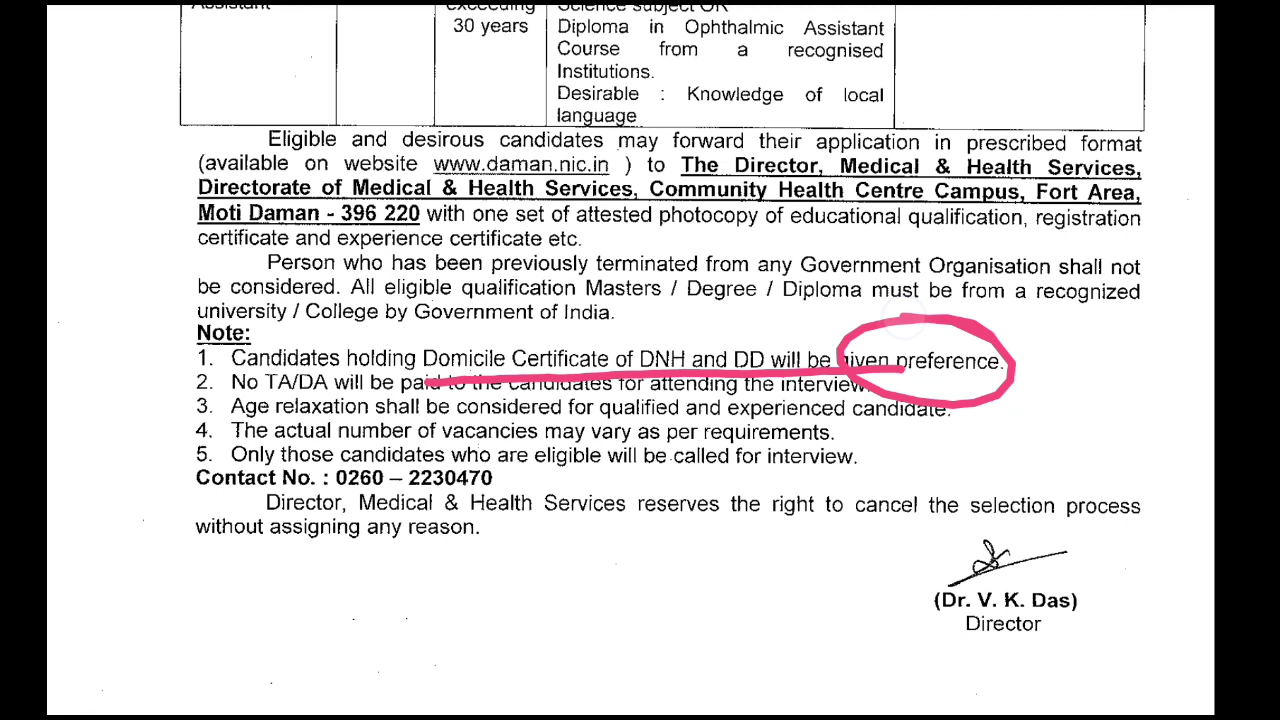 Assistant
exceeding
30 years
Science subject OR
Diploma in Ophthalmic Assistant
Course from a recognised
Institutions.
Desirable : Knowledge of local
language
Eligible and desirous candidates may forward their application in prescribed format
(available on website www.daman.nic.in ) to The Director, Medical & Health Services,
Directorate of Medical & Health Services, Community Health Centre Campus, Fort Area,
Moti Daman - 396 220 with one set of attested photocopy of educational qualification, registration
certificate and experience certificate etc.
Person who has been previously terminated from any Government Organisation shall not
be considered. All eligible qualification Masters / Degree / Diploma must be from a recognized
university / College by Government of India.
Note:
1. Candidates holding Domicile Certificate of DNH and DD will be given preference.
2. No TA/DA will be paid to the candidates for attending the interview.
3. Age relaxation shall be considered for qualified and experienced candidate.
4. The actual number of vacancies may vary as per requirements.
5. Only those candidates who are eligible will be called for interview.
Contact No. : 0260 – 2230470
Director, Medical & Health Services reserves the right to cancel the selection process
without assigning any reason.
(Dr. V. K. Das)
Director